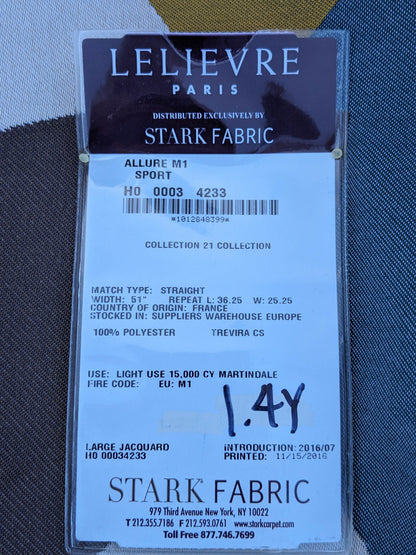 LELIEVRE
PARIS
DISTRIBUTED EXCLUSIVELY BY
STARK FABRIC
ALLURE M1
SPORT
H0 0003 4233
*1012848399*
COLLECTION 21 COLLECTION
MATCH TYPE: STRAIGHT
WIDTH: 51" REPEAT L: 36.25 W: 25.25
COUNTRY OF ORIGIN: FRANCE
STOCKED IN: SUPPLIERS WAREHOUSE EUROPE
100% POLYESTER TREVIRA CS
USE: LIGHT USE 15,000 CY MARTINDALE
FIRE CODE: EU: M1
1.4Y
LARGE JACQUARD INTRODUCTION: 2016/07
H0 00034233 PRINTED: 11/15/2016
STARK FABRIC
979 Third Avenue New York, NY 10022
T 212.355.7186 F 212.593.0761 www.starkcarpet.com
Toll Free 877.746.7699